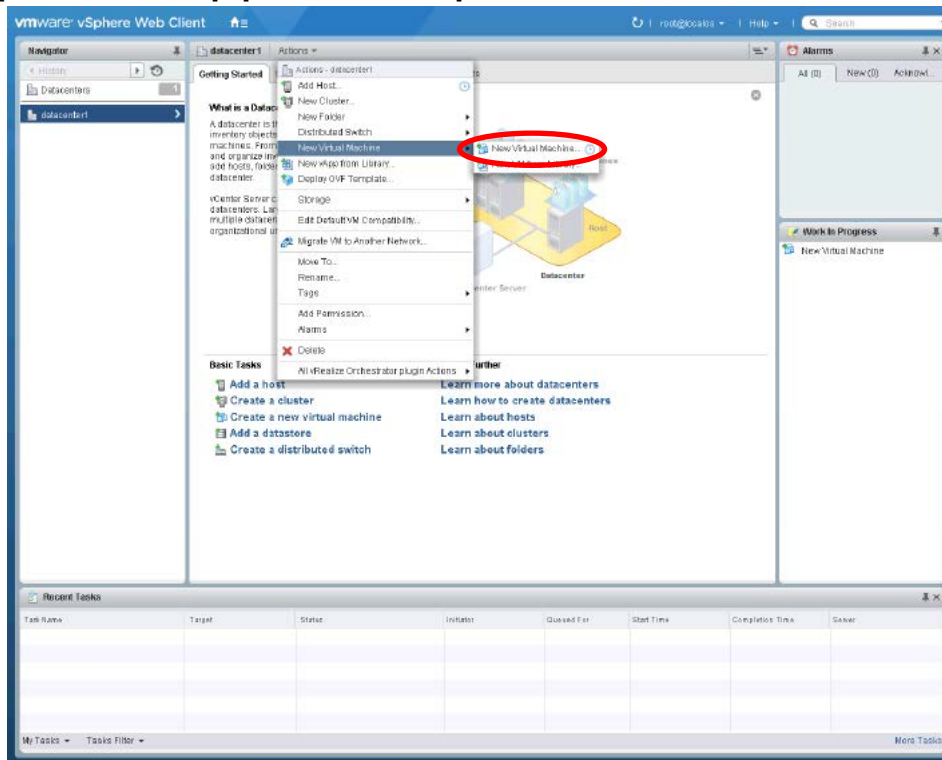 vmware® vSphere Web Client
root@localos
Help
Search
Navigator
History
Datacenters
1
datacenter1
datacenter1
Actions
Getting Started
Actions - datacenter1
Add Host...
New Cluster...
New Folder
Distributed Switch
New Virtual Machine
New vApp from Library...
Deploy OVF Template...
Storage
Edit Default VM Compatibility...
Migrate VM to Another Network...
Move To...
Rename...
Tags
Add Permission...
Alarms
Delete
All vRealize Orchestrator plugin Actions
New Virtual Machine...
What is a Datac
A datacenter is t
inventory objects
machines. From
and organize
add hosts, folde
datacenter.
vCenter Server c
datacenters. Lar
multiple datacen
organizational u
Host
Datacenter
enter Server
Basic Tasks
Add a host
Create a cluster
Create a new virtual machine
Add a datastore
Create a distributed switch
urther
Learn more about datacenters
Learn how to create datacenters
Learn about hosts
Learn about clusters
Learn about folders
Alarms
All (0)
New (0)
Acknowl...
Work In Progress
New Virtual Machine
Recent Tasks
Task Name
Target
Status
Initiator
Queued For
Start Time
Completion Time
Server
My Tasks
Tasks Filter
More Tasks